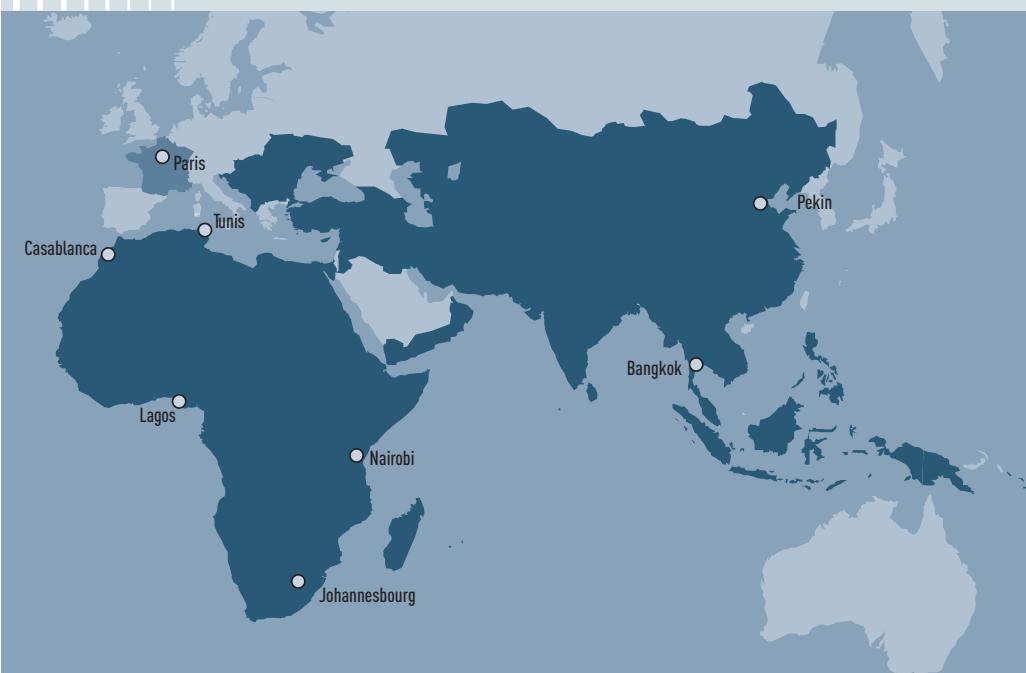 Paris
Tunis
Casablanca
Pekin
Bangkok
Lagos
Nairobi
Johannesbourg